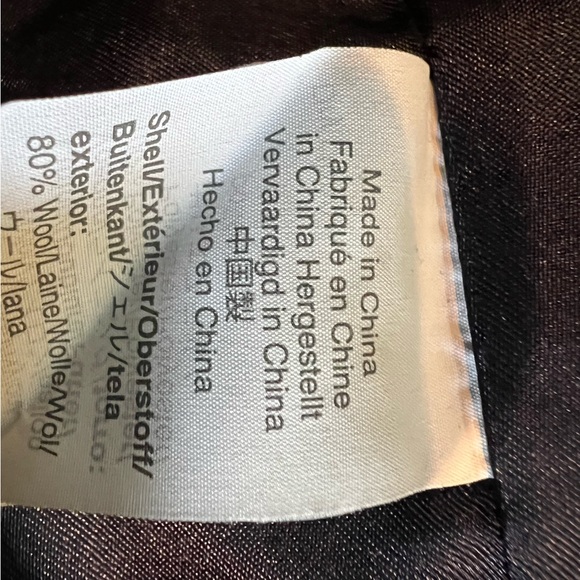 Made in China
Fabriqué en Chine
in China Hergestellt
Vervaardigd in China
中国製
Hecho en China
Shell/Extérieur/Oberstoff/
Buitenkant/シェル/tela
exterior:
80% Wool/Laine/Wolle/Wol/
ウール/lana